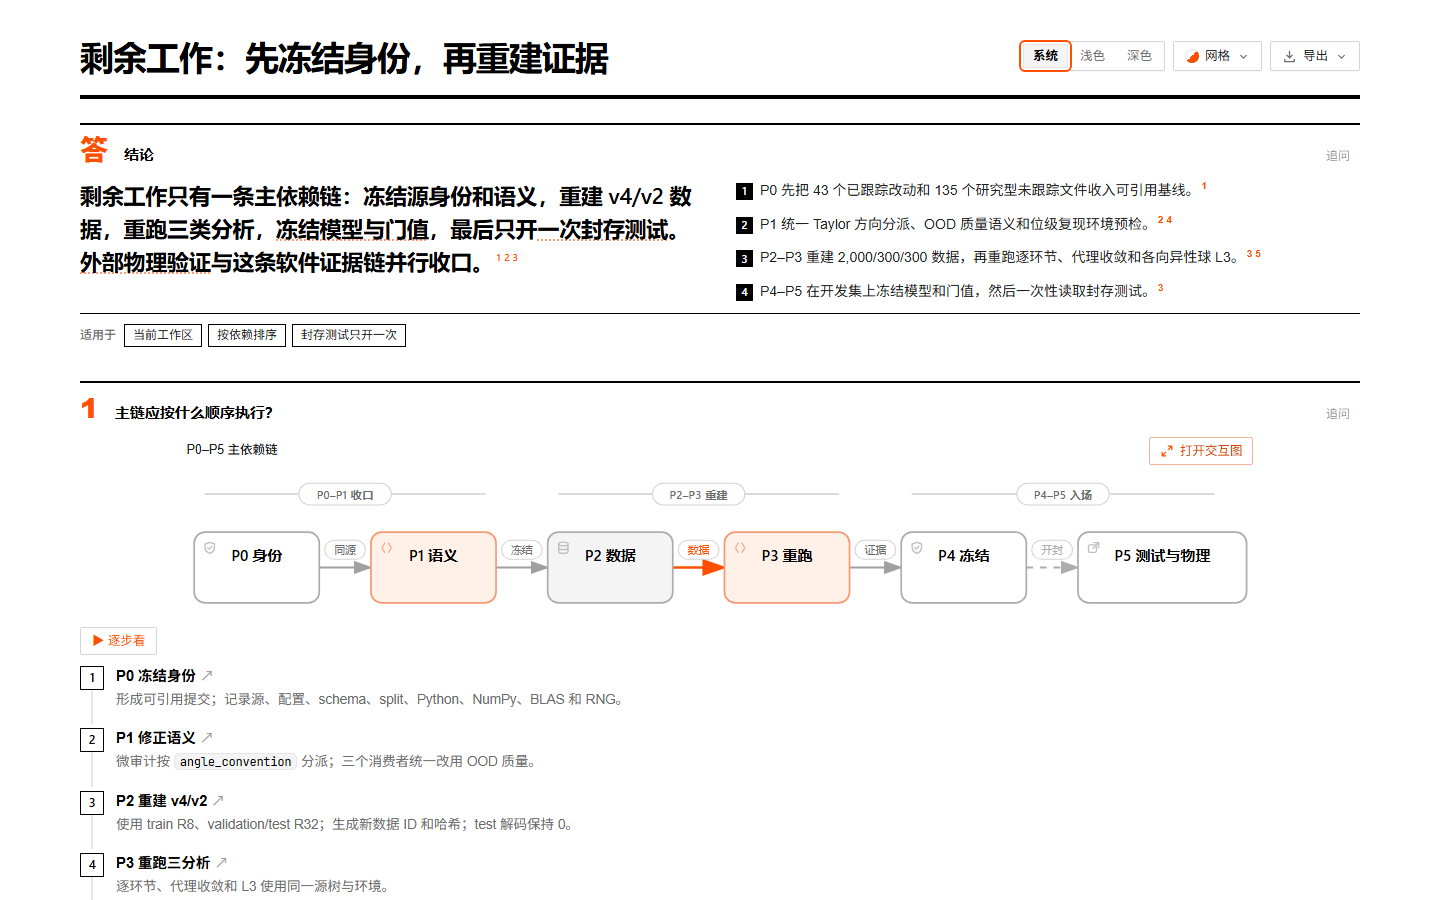 剩余工作：先冻结身份，再重建证据
系统 浅色 深色 网格 导出
答 结论 追问
剩余工作只有一条主依赖链：冻结源身份和语义，重建 v4/v2 数
据，重跑三类分析，冻结模型与门值，最后只开一次封存测试。
外部物理验证与这条软件证据链并行收口。 1 2 3
1 P0 先把 43 个已跟踪改动和 135 个研究型未跟踪文件收入可引用基线。 1
2 P1 统一 Taylor 方向分派、OOD 质量语义和位级复现环境预检。 2 4
3 P2–P3 重建 2,000/300/300 数据，再重跑逐环节、代理收敛和各向异性球 L3。 3 5
4 P4–P5 在开发集上冻结模型和门值，然后一次性读取封存测试。 3
适用于 当前工作区 按依赖排序 封存测试只开一次
1 主链应按什么顺序执行？ 追问
P0–P5 主依赖链 打开交互图
P0–P1 收口 P2–P3 重建 P4–P5 入场
P0 身份 同源 P1 语义 冻结 P2 数据 数据 P3 重跑 证据 P4 冻结 开封 P5 测试与物理
逐步看
1 P0 冻结身份
形成可引用提交；记录源、配置、schema、split、Python、NumPy、BLAS 和 RNG。
2 P1 修正语义
微审计按 angle_convention 分派；三个消费者统一改用 OOD 质量。
3 P2 重建 v4/v2
使用 train R8、validation/test R32；生成新数据 ID 和哈希；test 解码保持 0。
4 P3 重跑三分析
逐环节、代理收敛和 L3 使用同一源树与环境。